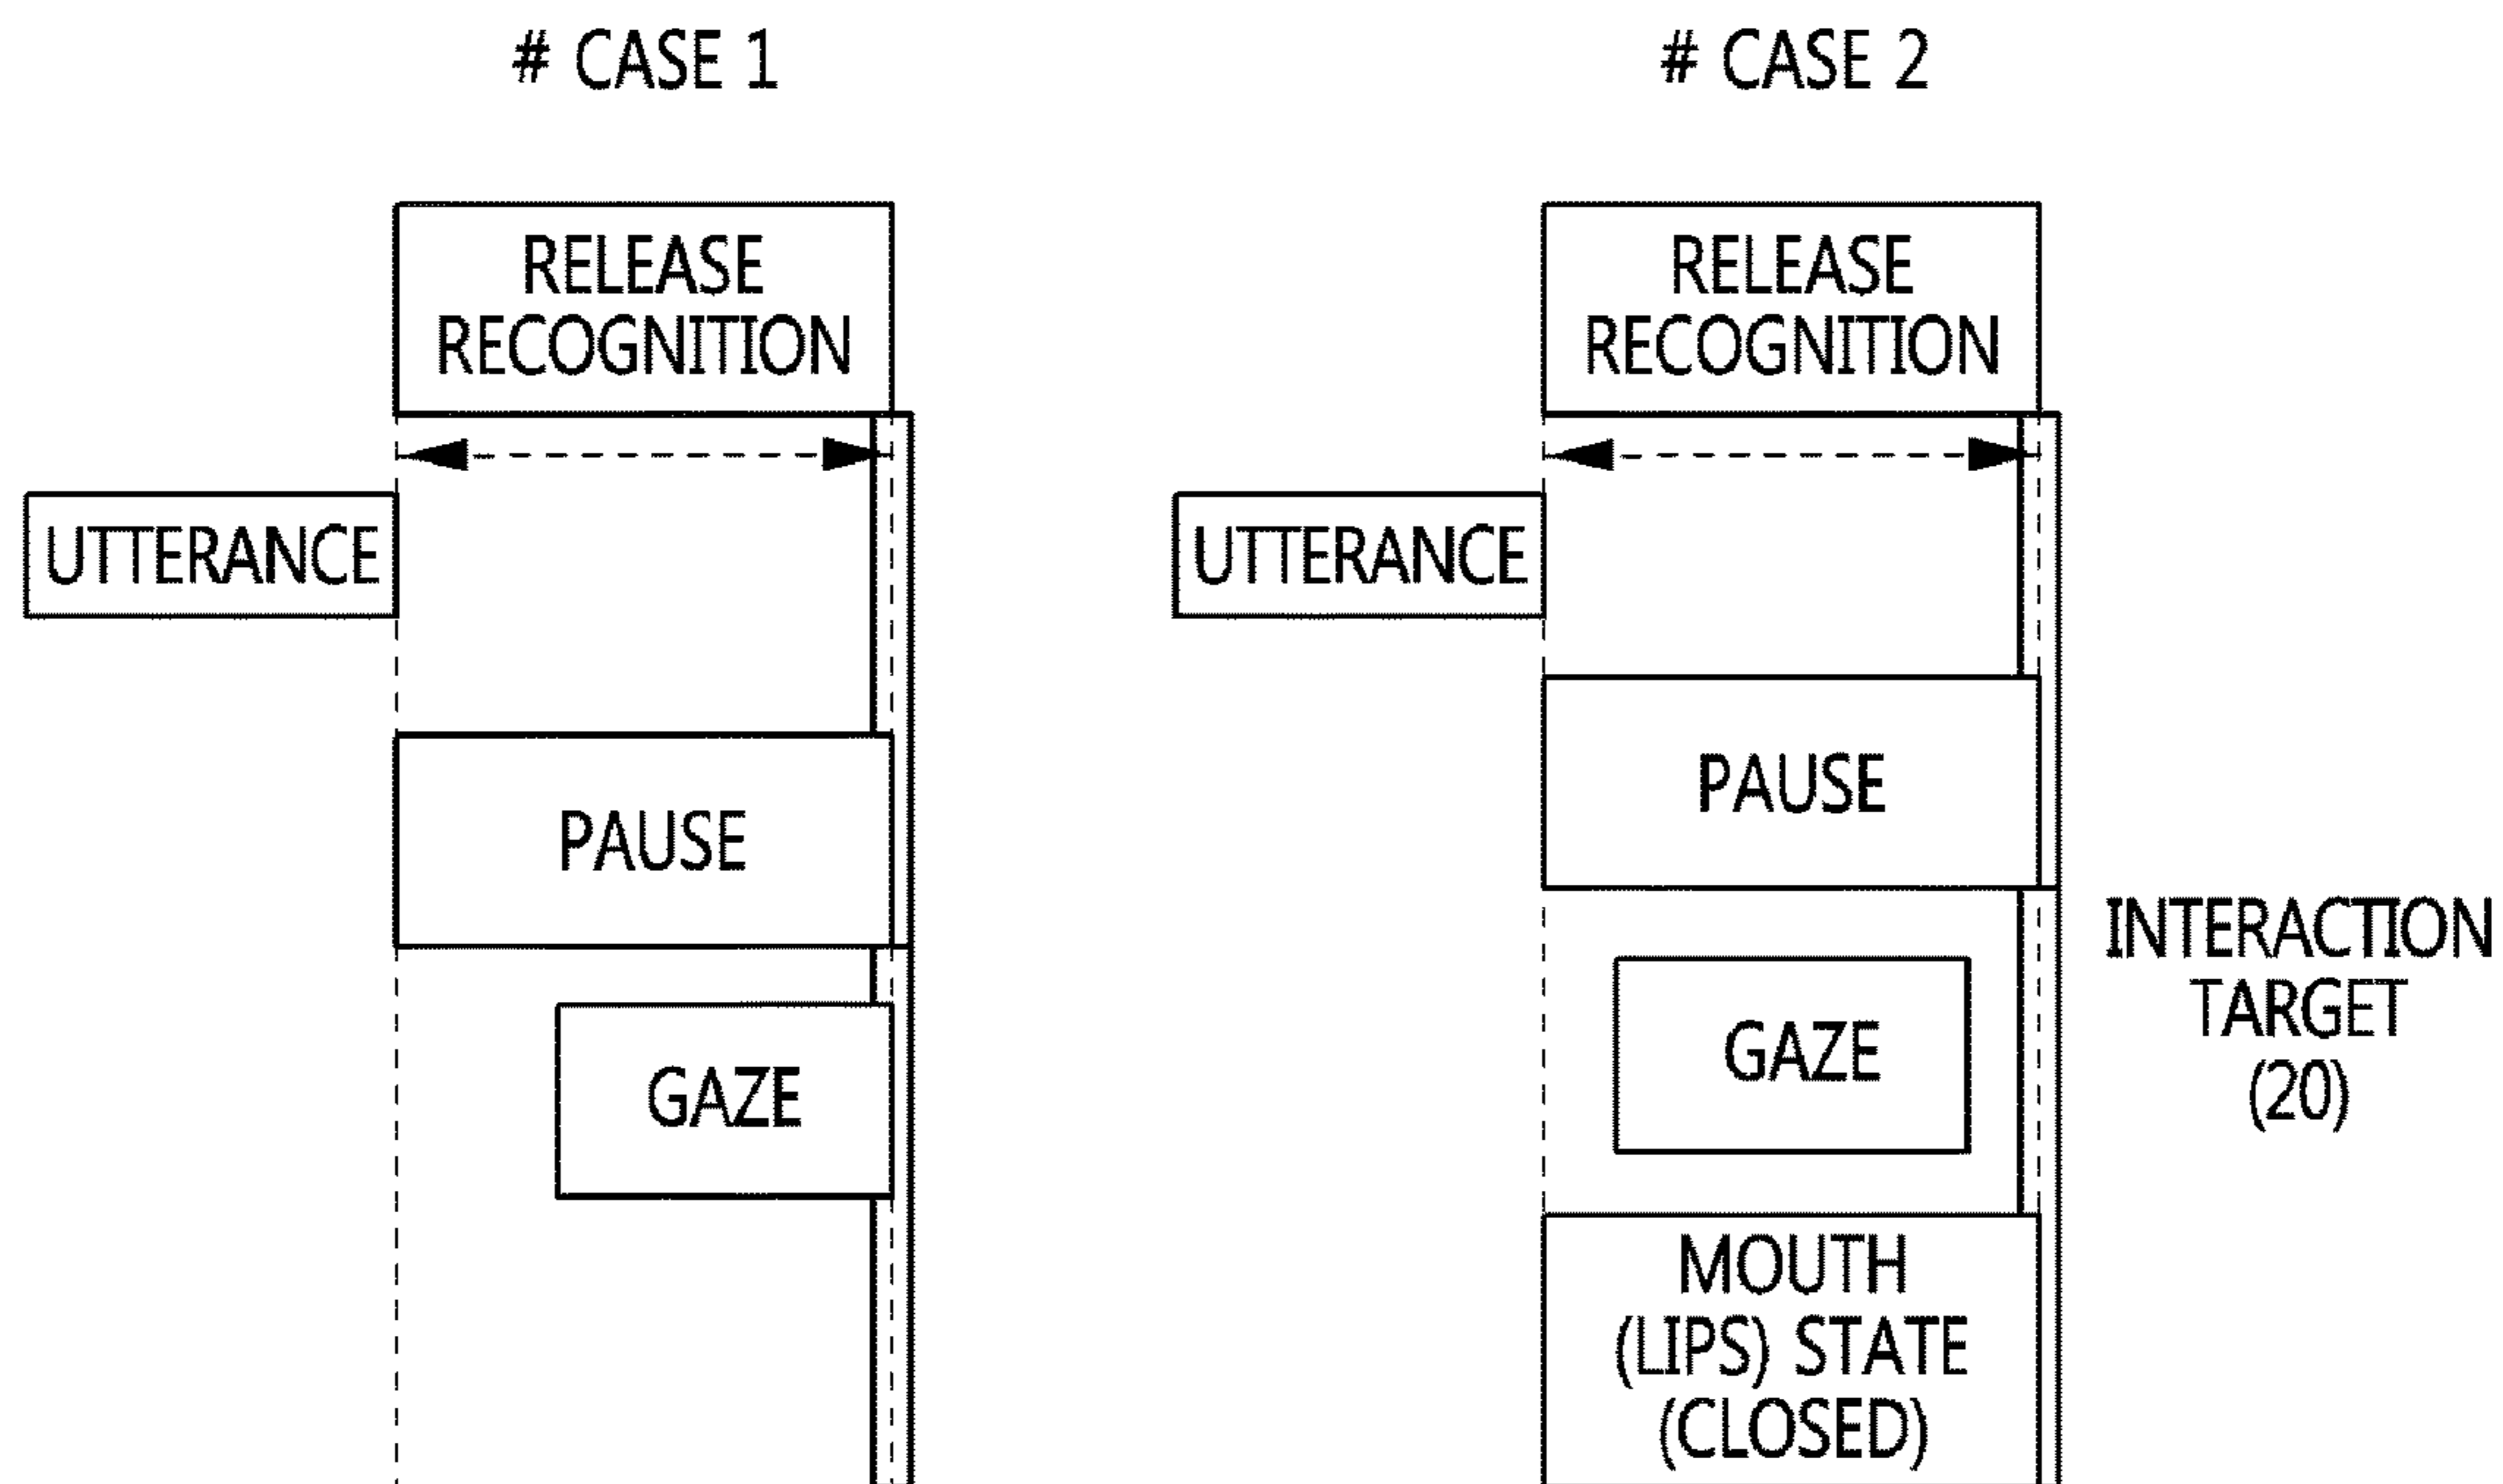 # CASE 1
RELEASE
RECOGNITION
UTTERANCE
PAUSE
GAZE
# CASE 2
RELEASE
RECOGNITION
UTTERANCE
PAUSE
GAZE
MOUTH
(LIPS) STATE
(CLOSED)
INTERACTION
TARGET
(20)